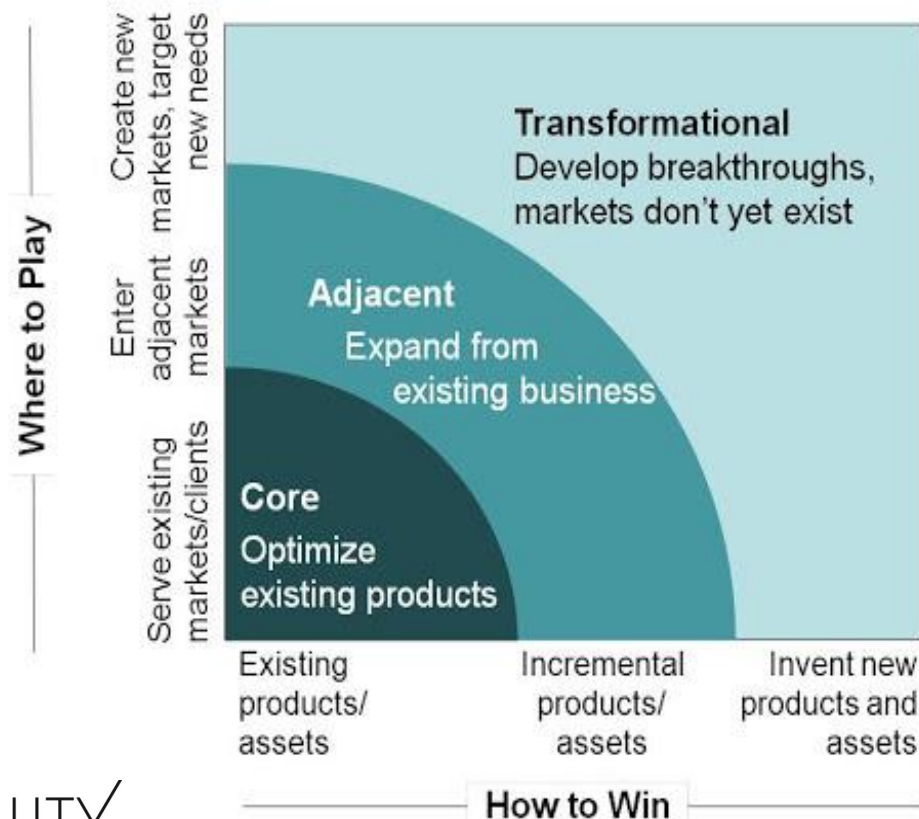 Where to Play
Create new
markets, target
new needs
Enter
adjacent
markets
Serve existing
markets/clients
Transformational
Develop breakthroughs,
markets don't yet exist
Adjacent
Expand from
existing business
Core
Optimize
existing products
Existing
products/
assets
Incremental
products/
assets
Invent new
products and
assets
How to Win